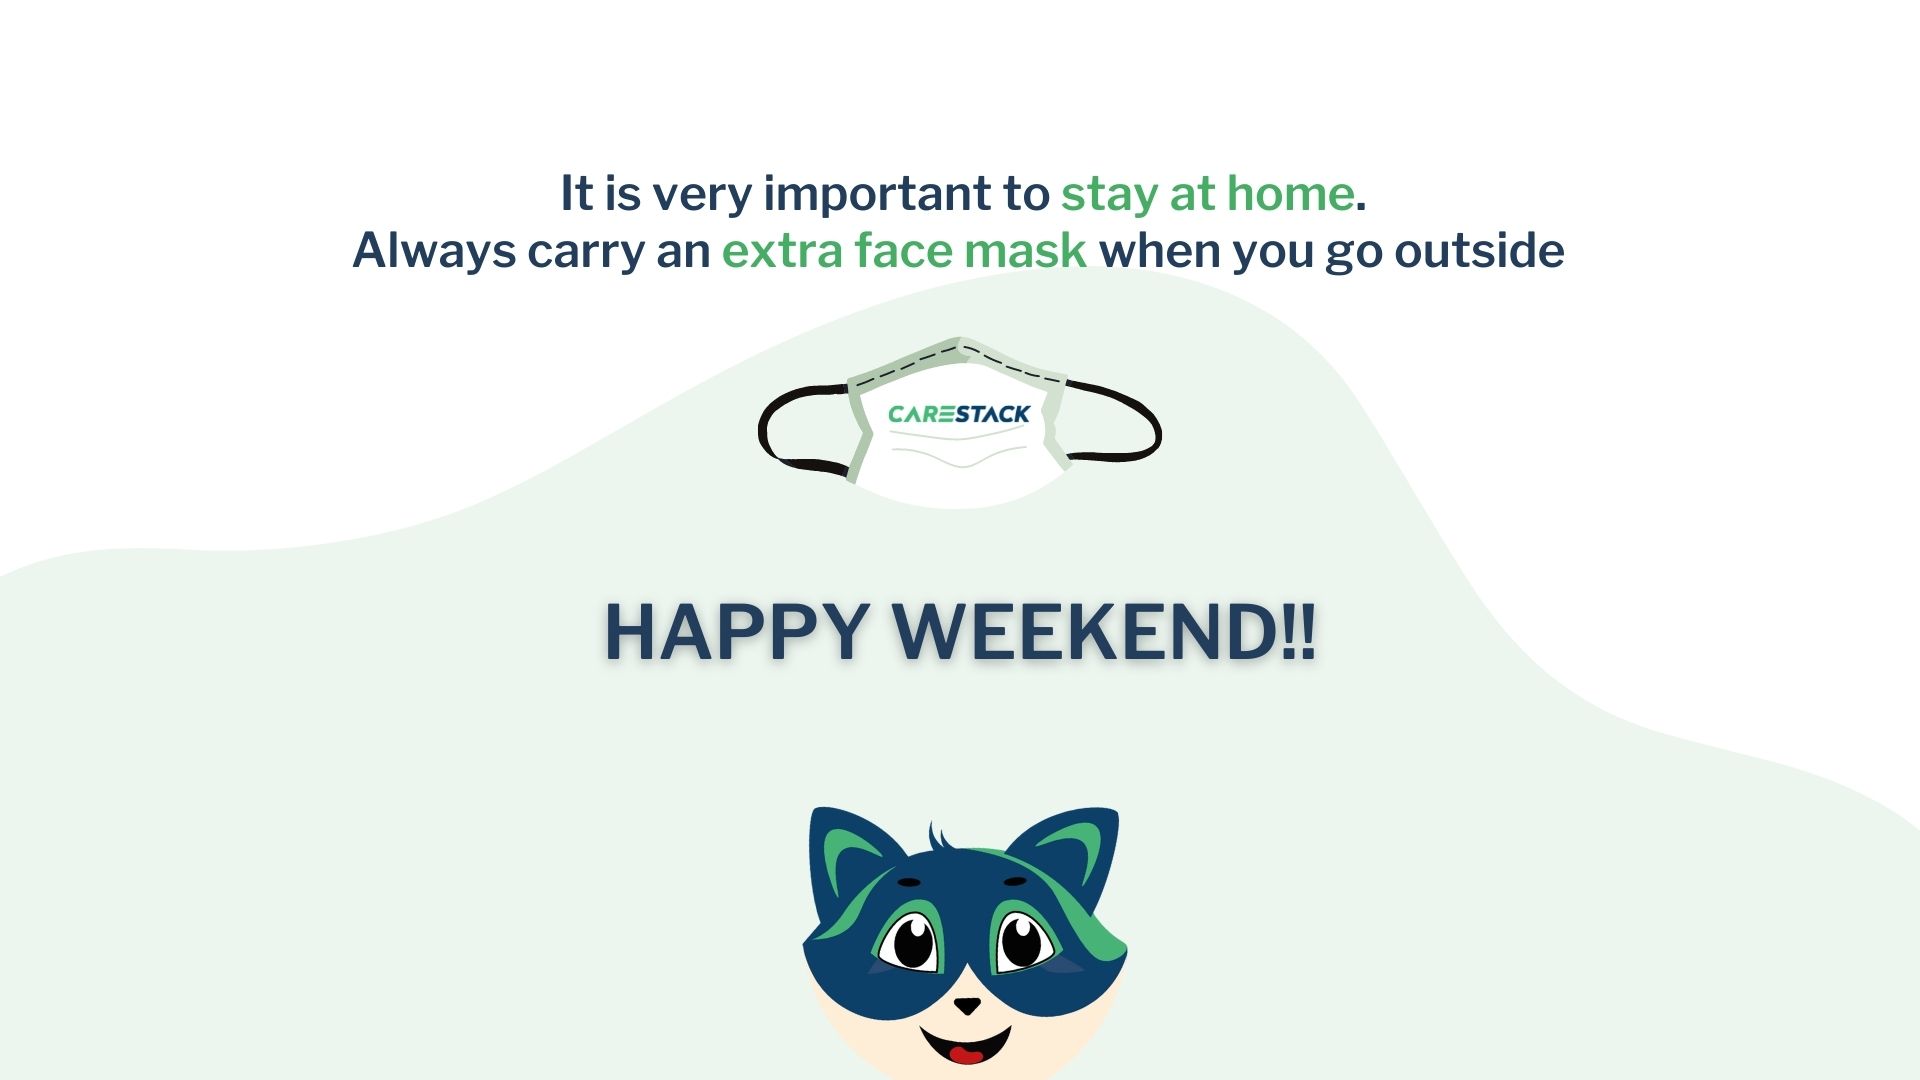 It is very important to stay at home.
Always carry an extra face mask when you go outside
CARESTACK
HAPPY WEEKEND!!